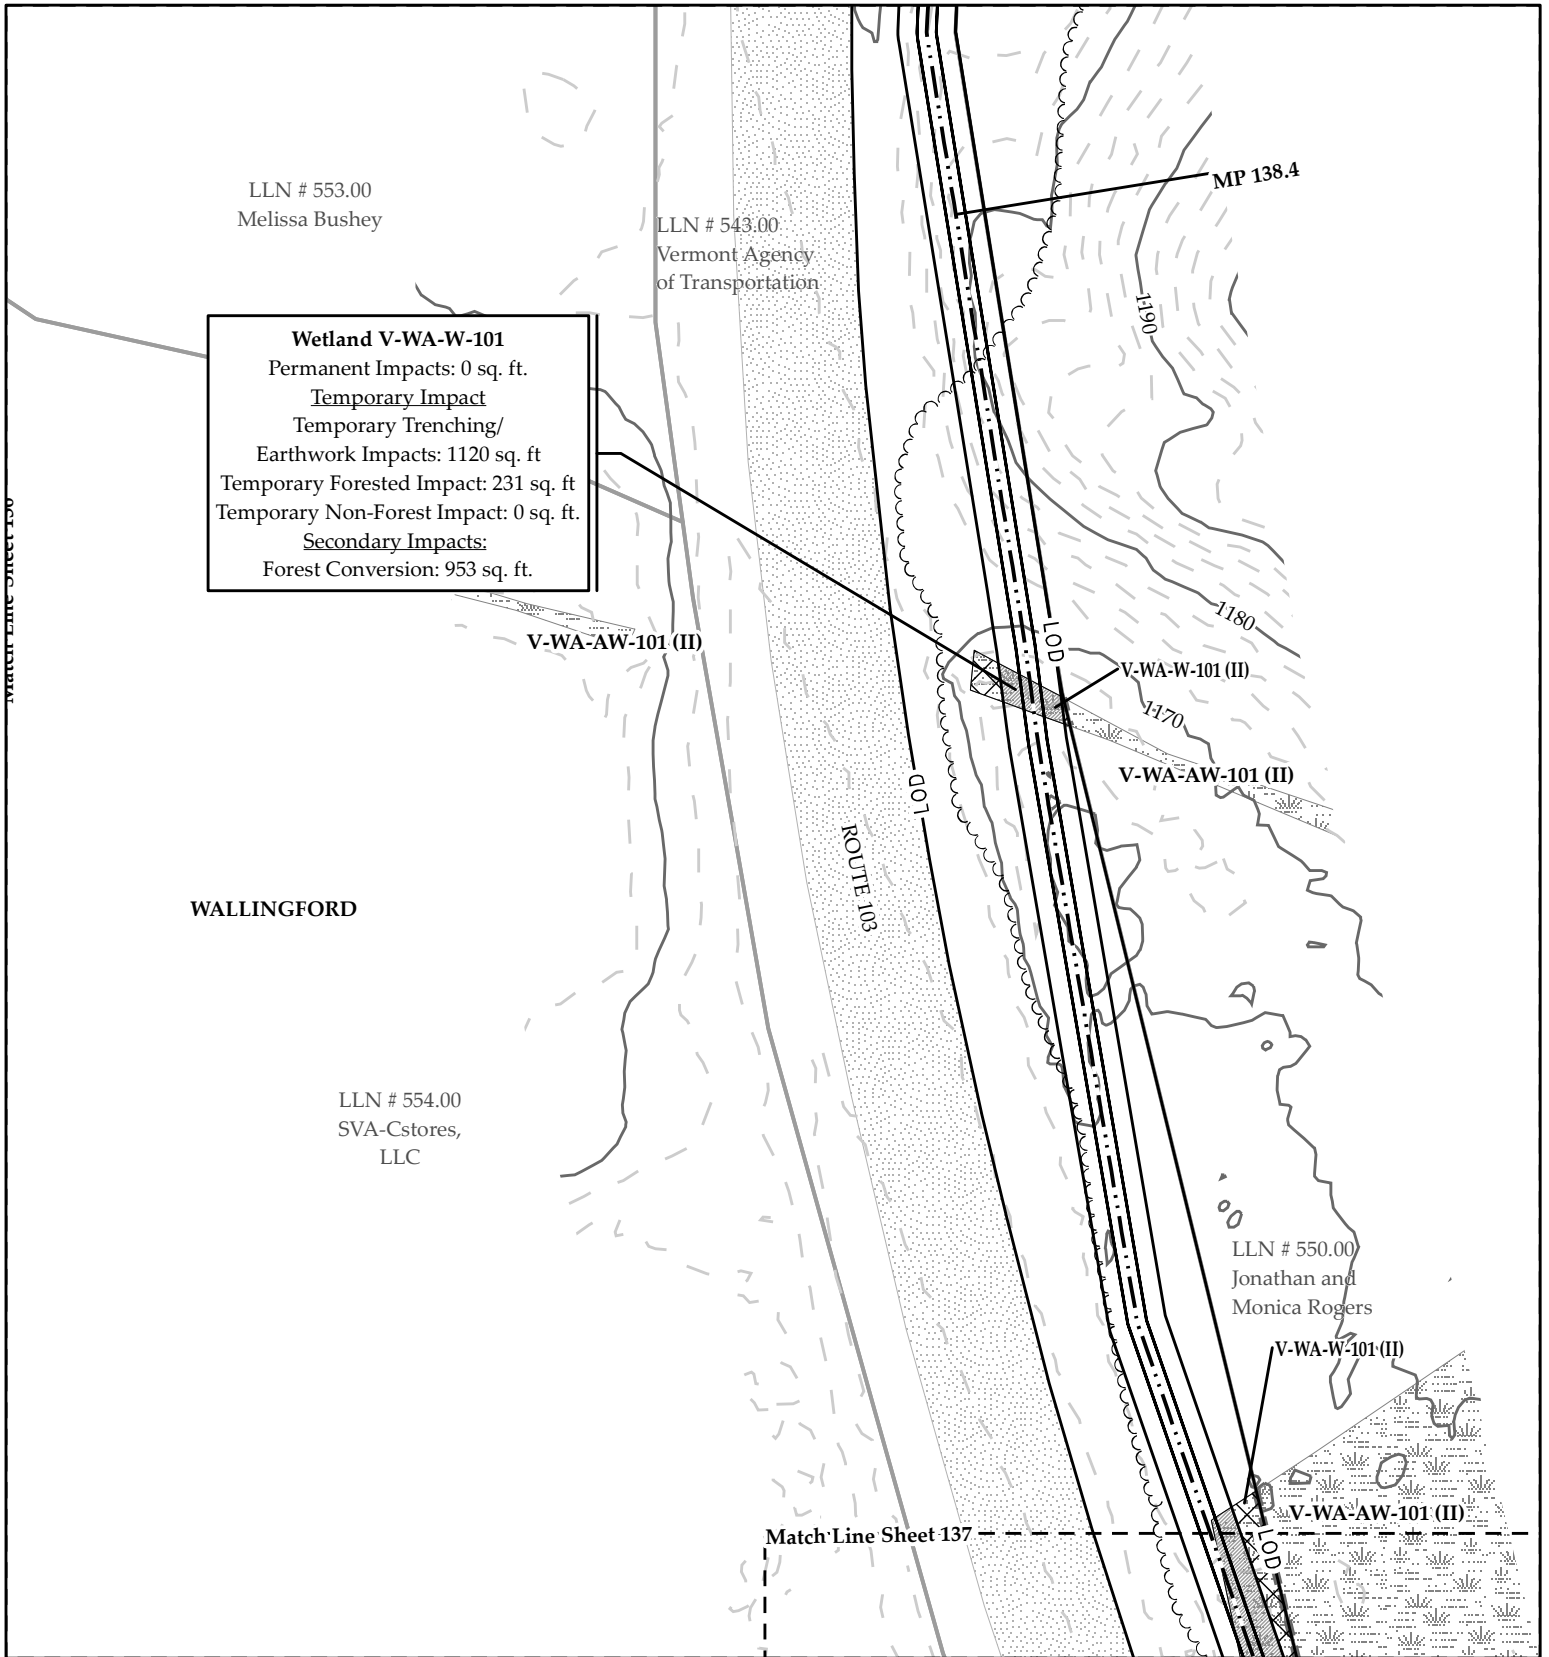 MP 138.4
LLN # 553.00
Melissa Bushey
LLN # 543.00
Vermont Agency
of Transportation
1190
Wetland V-WA-W-101
Permanent Impacts: 0 sq. ft.
Temporary Impact
Temporary Trenching/
Earthwork Impacts: 1120 sq. ft
Temporary Forested Impact: 231 sq. ft
Temporary Non-Forest Impact: 0 sq. ft.
Secondary Impacts:
Forest Conversion: 953 sq. ft.
Match Line Sheet
1180
V-WA-AW-101 (II)
LOD
V-WA-W-101 (II)
1170
V-WA-AW-101 (II)
LOD
ROUTE 103
WALLINGFORD
LLN # 554.00
SVA-Cstores,
LLC
LLN # 550.00
Jonathan and
Monica Rogers
V-WA-W-101 (II)
V-WA-AW-101 (II)
Match Line Sheet 137
LOD